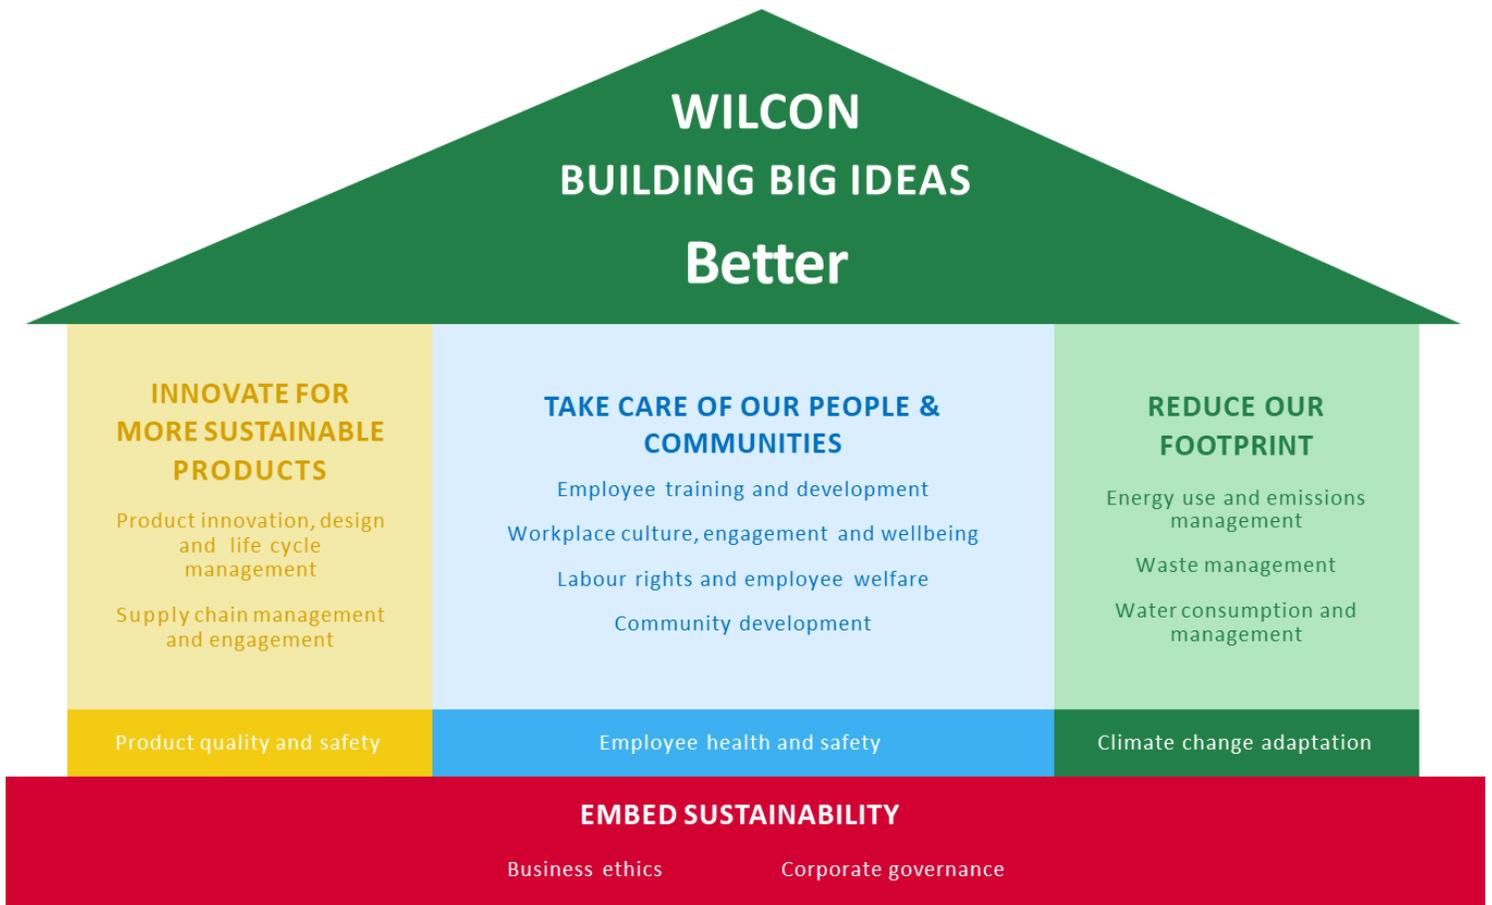 WILCON
BUILDING BIG IDEAS
Better
INNOVATE FOR
MORE SUSTAINABLE
PRODUCTS
Product innovation, design
and life cycle
management
Supply chain management
and engagement
Product quality and safety
TAKE CARE OF OUR PEOPLE &
COMMUNITIES
Employee training and development
Workplace culture, engagement and wellbeing
Labour rights and employee welfare
Community development
Employee health and safety
REDUCE OUR
FOOTPRINT
Energy use and emissions
management
Waste management
Water consumption and
management
Climate change adaptation
EMBED SUSTAINABILITY
Business ethics
Corporate governance